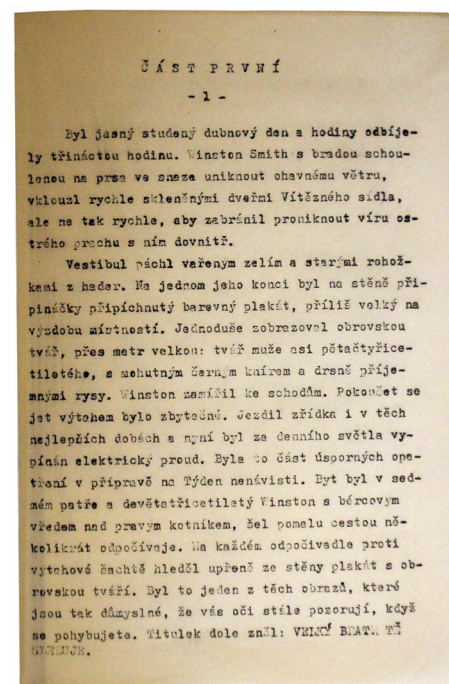 ČÁST PRVNÍ
- 1 -
Byl jasný studený dubnový den a hodiny odbíje-
ly třináctou hodinu. Winston Smith s bradou schou-
lenou na prsa ve snaze uniknout ohavnému větru,
vklouzl rychle skleněnými dveřmi Vítězného sídla,
ale ne tak rychle, aby zabránil proniknout víru os-
trého prachu s ním dovnitř.
Vestibul páchl vařeným zelím a starými rohož-
kami z hader. Na jednom jeho konci byl na stěně při-
pináčky připíchnutý barevný plakát, příliš velký na
výzdobu místností. Jednoduše zobrazoval obrovskou
tvář, přes metr velkou: tvář muže asi pětačtyřice-
tiletého, s mohutným černým knírem a drsně příje-
mnými rysy. Winston zamířil ke schodům. Pokoušet se
jet výtahem bylo zbytečné. Jezdil zřídka i v těch
nejlepších dobách a nyní byl za denního světla vy-
pínán elektrický proud. Byla to část úsporných opa-
tření v přípravě na Týden nenávisti. Byt byl v sed-
mém patře a devětatřicetiletý Winston s bércovým
vředem nad pravým kotníkem, šel pomalu cestou ně-
kolikrát odpočívaje. Na každém odpočivadle proti
výtahové šachtě hleděl upřeně ze stěny plakát s ob-
rovskou tváří. Byl to jeden z těch obrazů, které
jsou tak důmyslné, že vás oči stále pozorují, když
se pohybujete. Titulek dole zněl: VELKÝ BRATR TĚ
SLEDUJE.